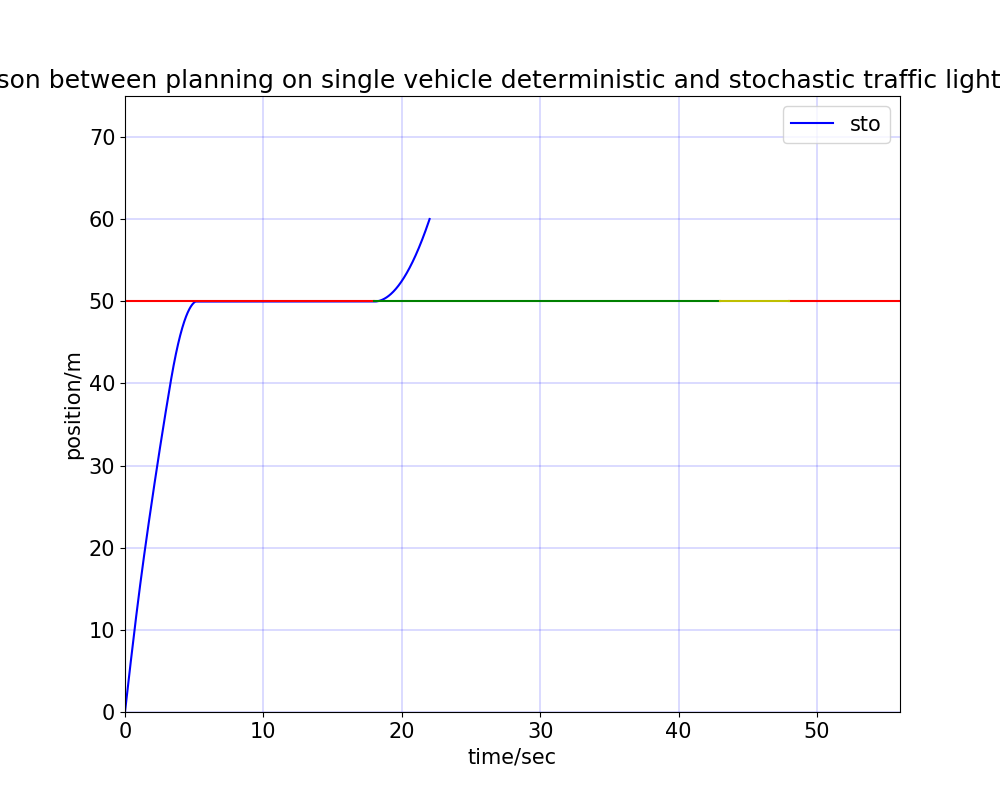 son between planning on single vehicle deterministic and stochastic traffic light
sto
70
60
50
40
30
20
10
0
position/m
0 10 20 30 40 50
time/sec